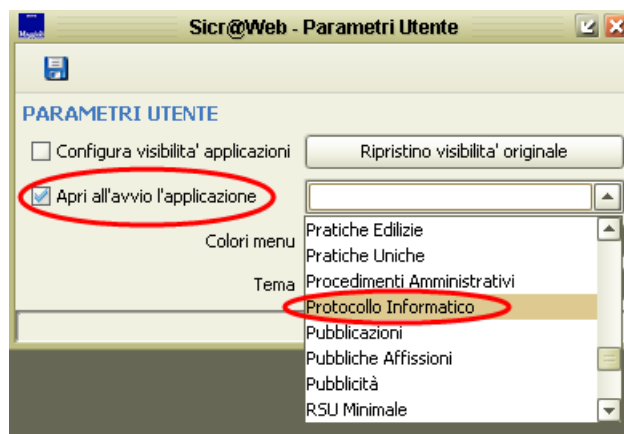 Sicr@Web - Parametri Utente
PARAMETRI UTENTE
Configura visibilita' applicazioni
Ripristino visibilita' originale
Apri all'avvio l'applicazione
Colori menu
Tema
Pratiche Edilizie
Pratiche Uniche
Procedimenti Amministrativi
Protocollo Informatico
Pubblicazioni
Pubbliche Affissioni
Pubblicità
RSU Minimale